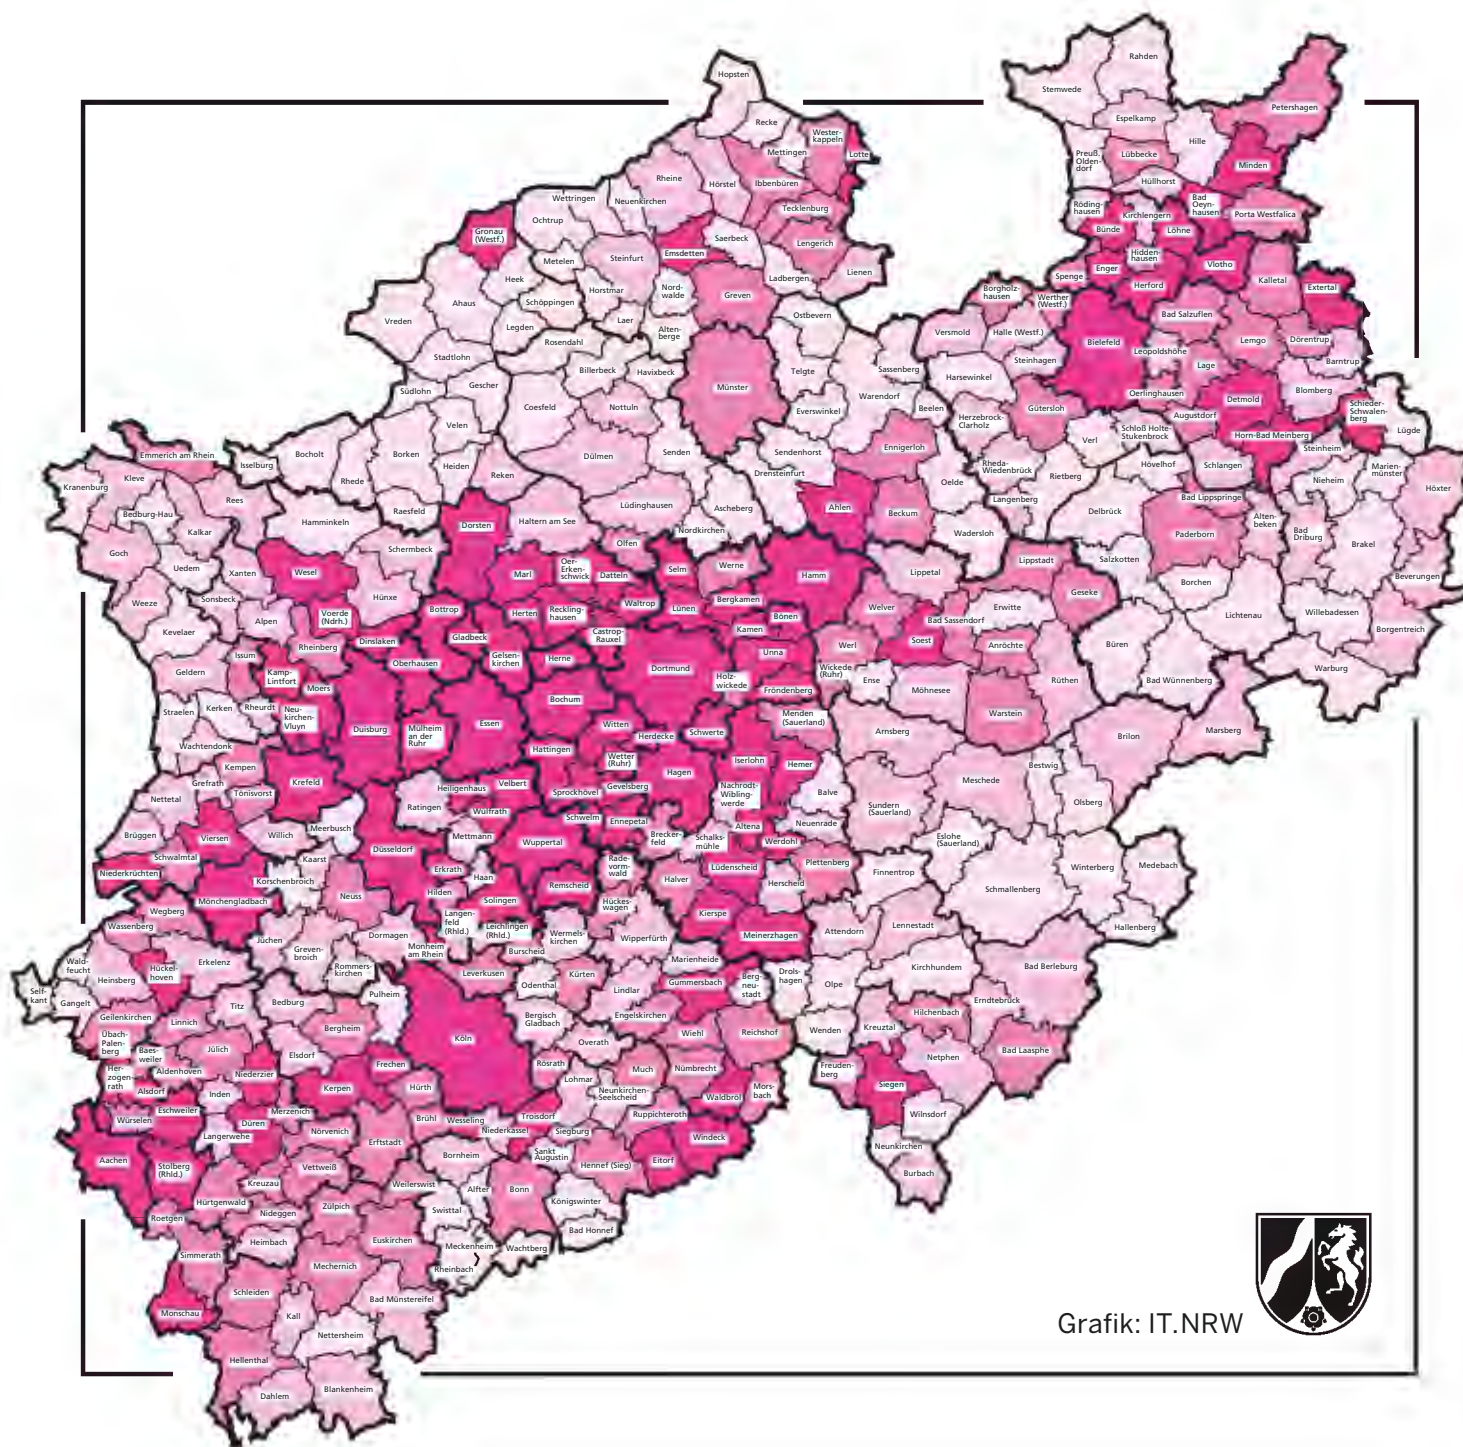 Rahden
Hopsten
Stemwede
Petershagen
Espelkamp
Recke
Wester-
kappeln
Hille
Mettingen
Lotte
Preuß.
Olden-
dorf
Lübbecke
Minden
Rheine
Hörstel
Ibbenbüren
Hüllhorst
Wettringen
Neuenkirchen
Röding-
hausen
Kirchlengern
Bad
Oeyn-
hausen
Porta Westfalica
Ochtrup
Tecklenburg
Gronau
(Westf.)
Bünde
Löhne
Saerbeck
Lengerich
Emsdetten
Hidden-
hausen
Metelen
Steinfurt
Vlotho
Enger
Lienen
Ladbergen
Spenge
Heek
Kalletal
Herford
Extertal
Horstmar
Nord-
walde
Greven
Borgholz-
hausen
Werther
(Westf.)
Ahaus
Schöppingen
Vreden
Laer
Ostbevern
Bad Salzuflen
Legden
Alten-
berge
Versmold
Halle (Westf.)
Bielefeld
Lemgo
Dörentrup
Rosendahl
Leopoldshöhe
Stadtlohn
Steinhagen
Barntrup
Lage
Billerbeck
Havixbeck
Telgte
Sassenberg
Harsewinkel
Gescher
Münster
Südlohn
Blomberg
Oerlinghausen
Warendorf
Detmold
Coesfeld
Nottuln
Everswinkel
Beelen
Gütersloh
Schieder-
Schwalen-
berg
Herzebrock-
Clarholz
Augustdorf
Velen
Schloß Holte-
Stukenbrock
Lügde
Horn-Bad Meinberg
Verl
Ennigerloh
Steinheim
Senden
Sendenhorst
Bocholt
Borken
Emmerich am Rhein
Dülmen
Isselburg
Heiden
Rheda-
Wiedenbrück
Hövelhof
Schlangen
Marien-
münster
Drensteinfurt
Reken
Rietberg
Kleve
Rhede
Oelde
Nieheim
Kranenburg
Höxter
Rees
Lüdinghausen
Langenberg
Bad Lippspringe
Ascheberg
Ahlen
Raesfeld
Bedburg-Hau
Beckum
Delbrück
Hamminkeln
Haltern am See
Dorsten
Alten-
beken
Kalkar
Nordkirchen
Wadersloh
Paderborn
Bad
Driburg
Olfen
Brakel
Schermbeck
Goch
Lippstadt
Salzkotten
Uedem
Werne
Xanten
Wesel
Marl
Oer-
Erken-
schwick
Datteln
Selm
Hamm
Lippetal
Beverungen
Borchen
Geseke
Hünxe
Sonsbeck
Weeze
Bergkamen
Waltrop
Lünen
Welver
Erwitte
Willebadessen
Lichtenau
Bottrop
Herten
Reckling-
hausen
Bönen
Voerde
(Ndrh.)
Alpen
Bad Sassendorf
Borgentreich
Kevelaer
Kamen
Castrop-
Rauxel
Gladbeck
Dinslaken
Soest
Rheinberg
Werl
Anröchte
Büren
Issum
Unna
Gelsen-
kirchen
Herne
Oberhausen
Dortmund
Warburg
Geldern
Kamp-
Lintfort
Wickede
(Ruhr)
Ense
Rüthen
Bad Wünnenberg
Holz-
wickede
Moers
Fröndenberg
Möhnesee
Bochum
Kerken
Rheurdt
Straelen
Neu-
kirchen-
Vluyn
Warstein
Menden
(Sauerland)
Essen
Witten
Duisburg
Mülheim
an der
Ruhr
Arnsberg
Marsberg
Herdecke
Schwerte
Brilon
Wachtendonk
Hattingen
Wetter
(Ruhr)
Iserlohn
Hemer
Bestwig
Kempen
Hagen
Meschede
Grefrath
Krefeld
Velbert
Heiligenhaus
Gevelsberg
Tönisvorst
Sprockhövel
Nachrodt-
Wibling-
werde
Balve
Nettetal
Olsberg
Ratingen
Sundern
(Sauerland)
Wülfrath
Schwelm
Ennepetal
Neuenrade
Meerbusch
Altena
Brüggen
Willich
Viersen
Mettmann
Brecker-
feld
Schalks-
mühle
Wuppertal
Werdohl
Eslohe
(Sauerland)
Düsseldorf
Schwalmtal
Kaarst
Rade-
vorm-
wald
Plettenberg
Lüdenscheid
Medebach
Winterberg
Erkrath
Niederkrüchten
Haan
Finnentrop
Korschenbroich
Halver
Herscheid
Remscheid
Schmallenberg
Neuss
Hilden
Mönchengladbach
Solingen
Hückes-
wagen
Wegberg
Kierspe
Langen-
feld
(Rhld.)
Wassenberg
Lennestadt
Leichlingen
(Rhld.)
Hallenberg
Attendorn
Dormagen
Meinerzhagen
Wermels-
kirchen
Wipperfürth
Jüchen
Monheim
am Rhein
Burscheid
Greven-
broich
Marienheide
Wald-
feucht
Erkelenz
Hückel-
hoven
Rommers-
kirchen
Leverkusen
Kürten
Kirchhundem
Bad Berleburg
Heinsberg
Drols-
hagen
Berg-
neu-
stadt
Gummersbach
Odenthal
Olpe
Lindlar
Self-
kant
Pulheim
Gangelt
Titz
Bedburg
Erndtebrück
Hilchenbach
Geilenkirchen
Linnich
Bergisch
Gladbach
Engelskirchen
Bergheim
Kreuztal
Wenden
Wiehl
Reichshof
Köln
Übach-
Palen-
berg
Overath
Baes-
weiler
Jülich
Elsdorf
Bad Laasphe
Netphen
Frechen
Rösrath
Much
Nümbrecht
Freuden-
berg
Her-
zogen-
rath
Aldenhoven
Niederzier
Lohmar
Siegen
Alsdorf
Kerpen
Hürth
Inden
Neunkirchen-
Seelscheid
Mors-
bach
Waldbröl
Eschweiler
Merzenich
Wilnsdorf
Würselen
Brühl
Wesseling
Troisdorf
Ruppichteroth
Düren
Nörvenich
Niederkassel
Siegburg
Langerwehe
Windeck
Erftstadt
Neunkirchen
Bornheim
Sankt
Augustin
Aachen
Stolberg
(Rhld.)
Eitorf
Vettweiß
Hennef (Sieg)
Burbach
Kreuzau
Weilerswist
Alfter
Bonn
Hürtgenwald
Königswinter
Zülpich
Swisttal
Nideggen
Roetgen
Bad Honnef
Euskirchen
Heimbach
Meckenheim
Wachtberg
Simmerath
Mechernich
Rheinbach
Schleiden
Bad Münstereifel
Monschau
Kall
Nettersheim
Grafik: IT.NRW
Hellenthal
Blankenheim
Dahlem